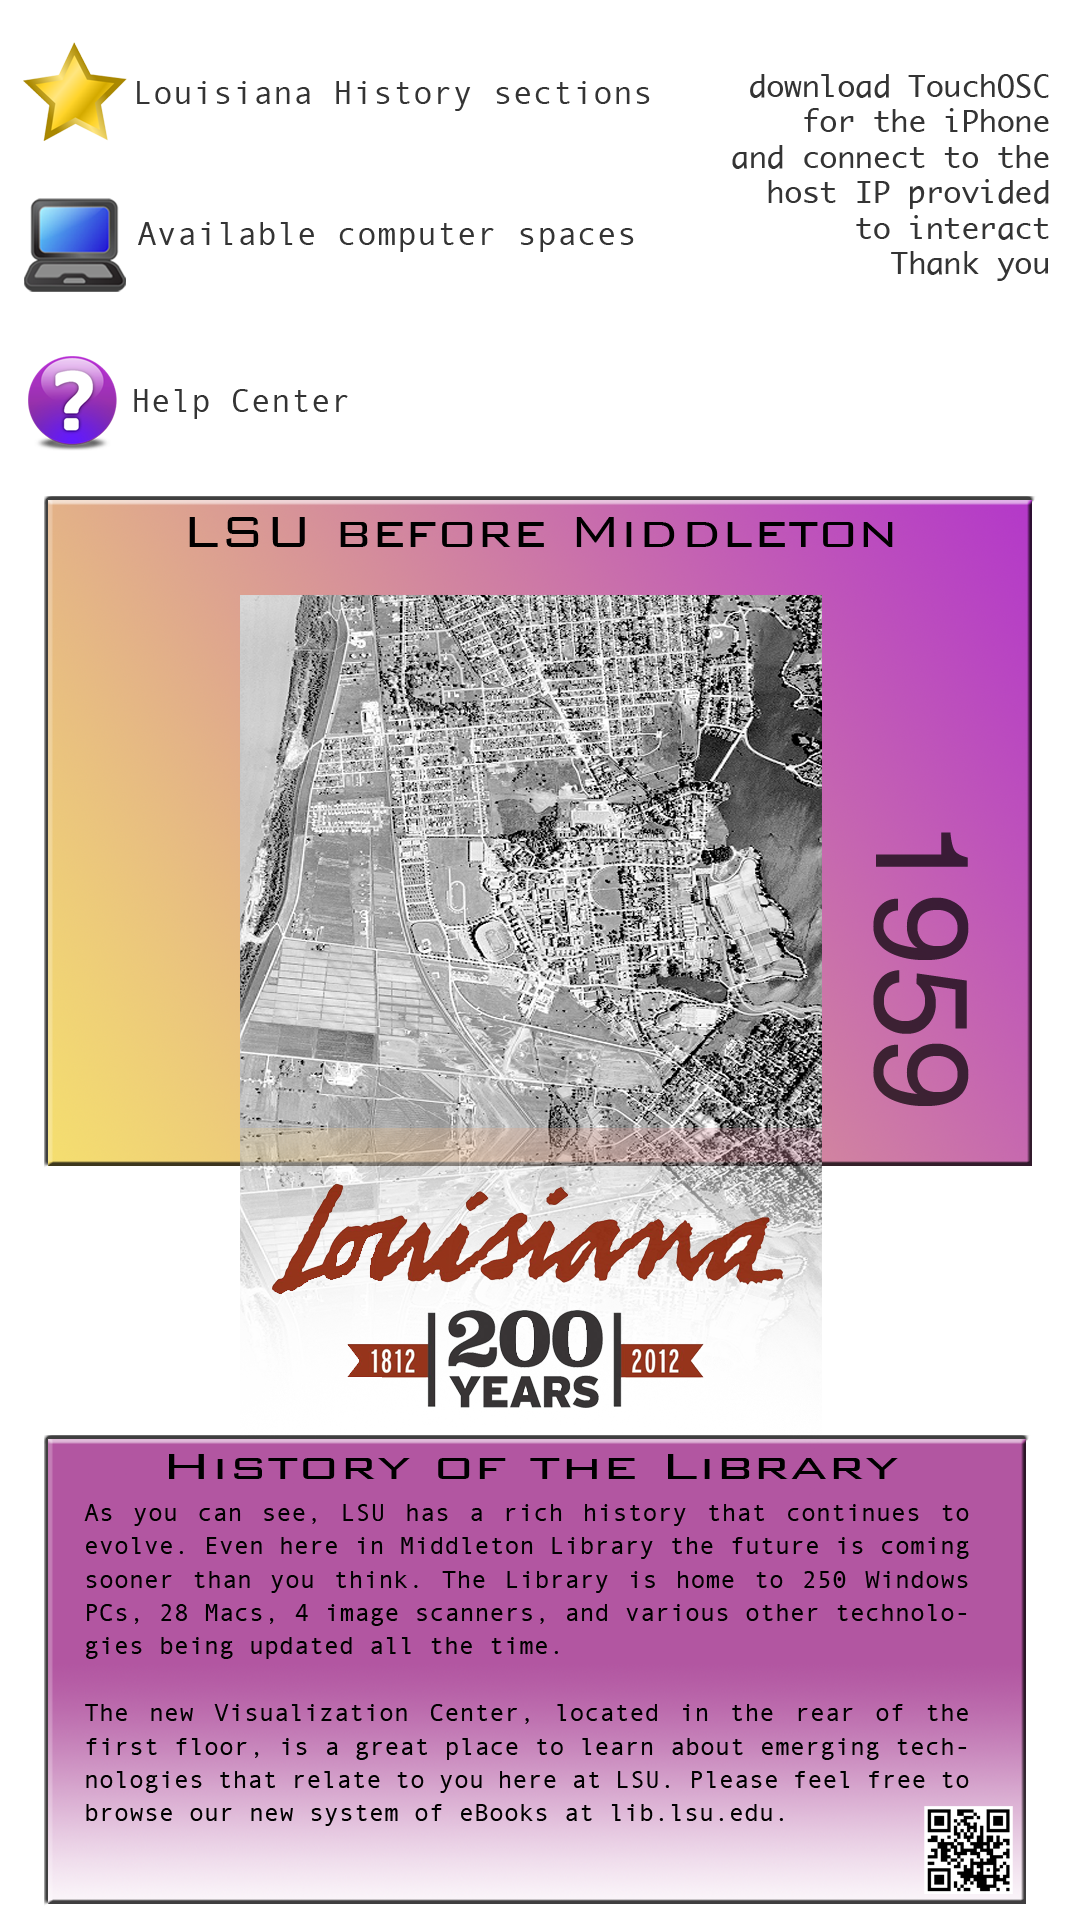 Louisiana History sections
download TouchOSC
for the iPhone
and connect to the
host IP provided
to interact
Thank you
Available computer spaces
?
Help Center
LSU before Middleton
1959
Louisiana
1812
200
YEARS
2012
History of the Library
As you can see, LSU has a rich history that continues to
evolve. Even here in Middleton Library the future is coming
sooner than you think. The Library is home to 250 Windows
PCs, 28 Macs, 4 image scanners, and various other technolo-
gies being updated all the time.
The new Visualization Center, located in the rear of the
first floor, is a great place to learn about emerging tech-
nologies that relate to you here at LSU. Please feel free to
browse our new system of eBooks at lib.lsu.edu.